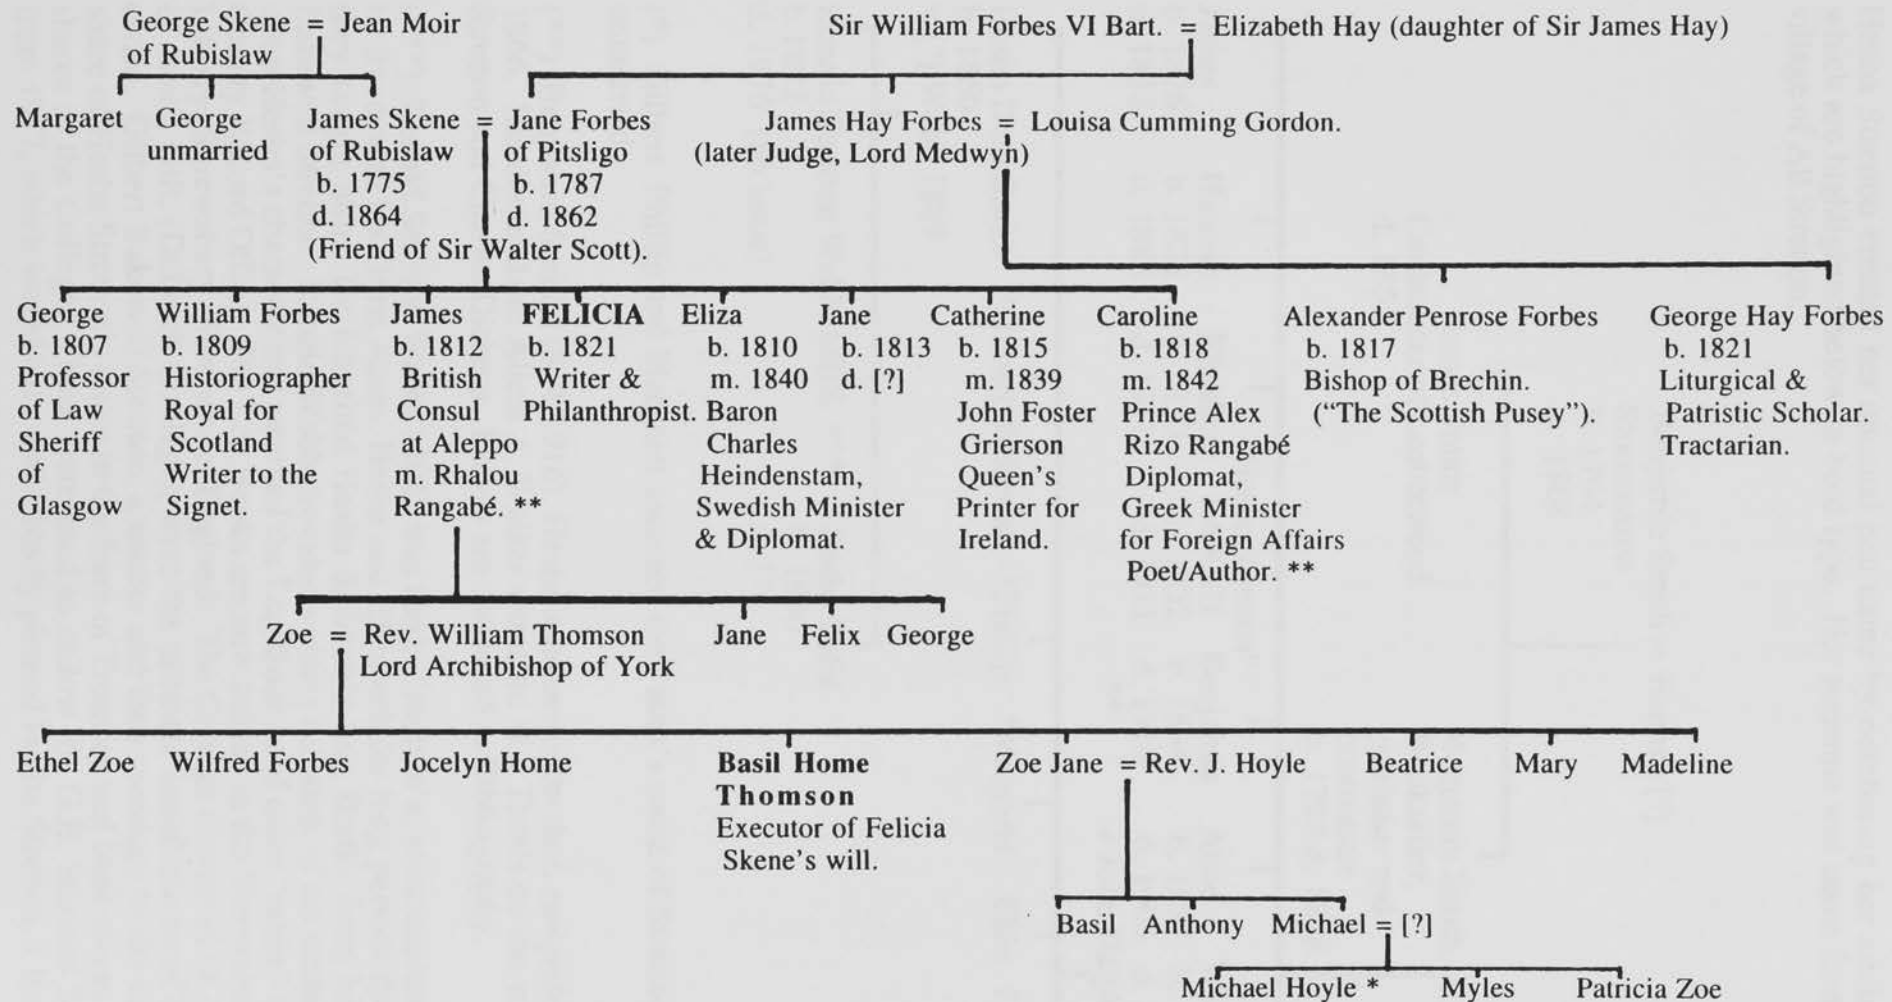 George Skene = Jean Moir
of Rubislaw
Sir William Forbes VI Bart. = Elizabeth Hay (daughter of Sir James Hay)
Margaret
George
unmarried
James Skene = Jane Forbes
of Rubislaw
b. 1775
d. 1864
of Pitsligo
b. 1787
d. 1862
(Friend of Sir Walter Scott).
James Hay Forbes = Louisa Cumming Gordon.
(later Judge, Lord Medwyn)
George
b. 1807
Professor
of Law
Sheriff
of
Glasgow
William Forbes
b. 1809
Historiographer
Royal for
Scotland
Writer to the
Signet.
James
b. 1812
British
Consul
at Aleppo
m. Rhalou
Rangabé. **
FELICIA
b. 1821
Writer &
Philanthropist.
Eliza
b. 1810
m. 1840
Baron
Charles
Heindenstam,
Swedish Minister
& Diplomat.
Jane
b. 1813
d. [?]
Catherine
b. 1815
m. 1839
John Foster
Grierson
Queen's
Printer for
Ireland.
Caroline
b. 1818
m. 1842
Prince Alex
Rizo Rangabé
Diplomat,
Greek Minister
for Foreign Affairs
Poet/Author. **
Alexander Penrose Forbes
b. 1817
Bishop of Brechin.
("The Scottish Pusey").
George Hay Forbes
b. 1821
Liturgical &
Patristic Scholar.
Tractarian.
Zoe = Rev. William Thomson
Lord Archibishop of York
Jane
Felix
George
Ethel Zoe
Wilfred Forbes
Jocelyn Home
Basil Home
Thomson
Executor of Felicia
Skene's will.
Zoe Jane = Rev. J. Hoyle
Beatrice
Mary
Madeline
Basil
Anthony
Michael = [?]
Michael Hoyle *
Myles
Patricia Zoe